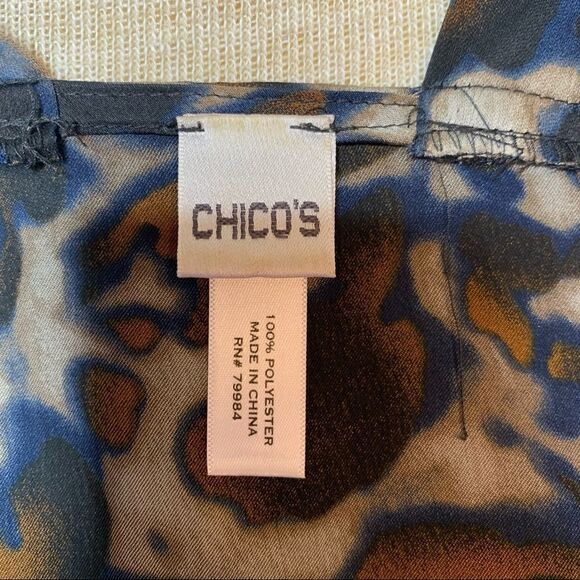 CHICO'S
100% POLYESTER
MADE IN CHINA
RN# 79984